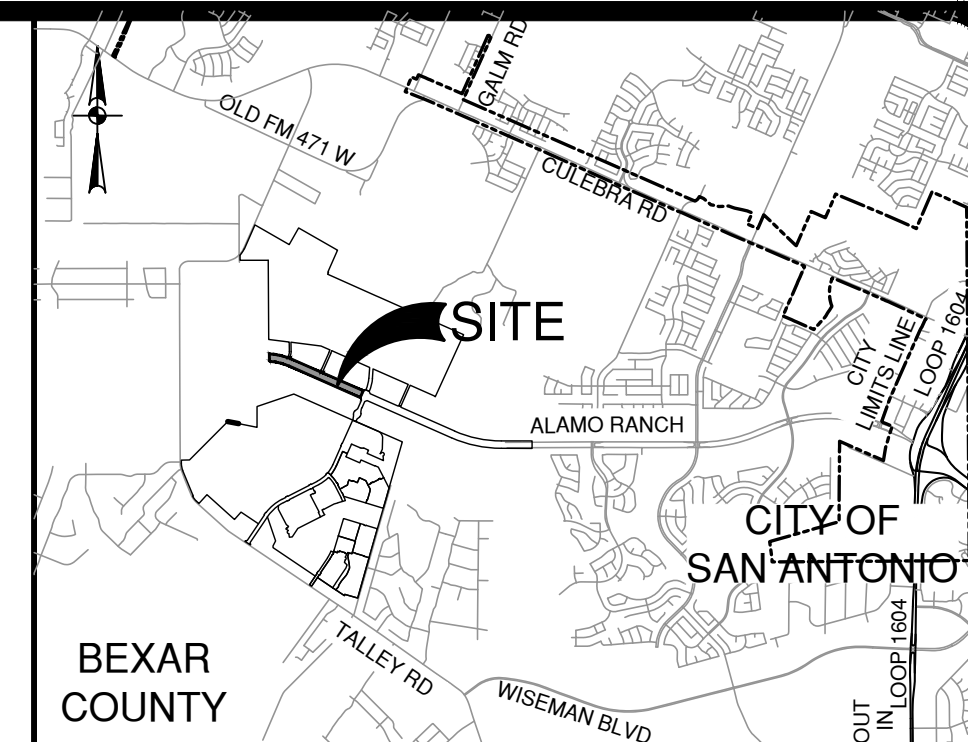 GALM RD
OLD FM 471 W
CULEBRA RD
SITE
CITY
LIMITS LINE
LOOP 1604
ALAMO RANCH
CITY OF
SAN ANTONIO
BEXAR
COUNTY
TALLEY RD
WISEMAN BLVD
LOOP 1604
IN
OUT